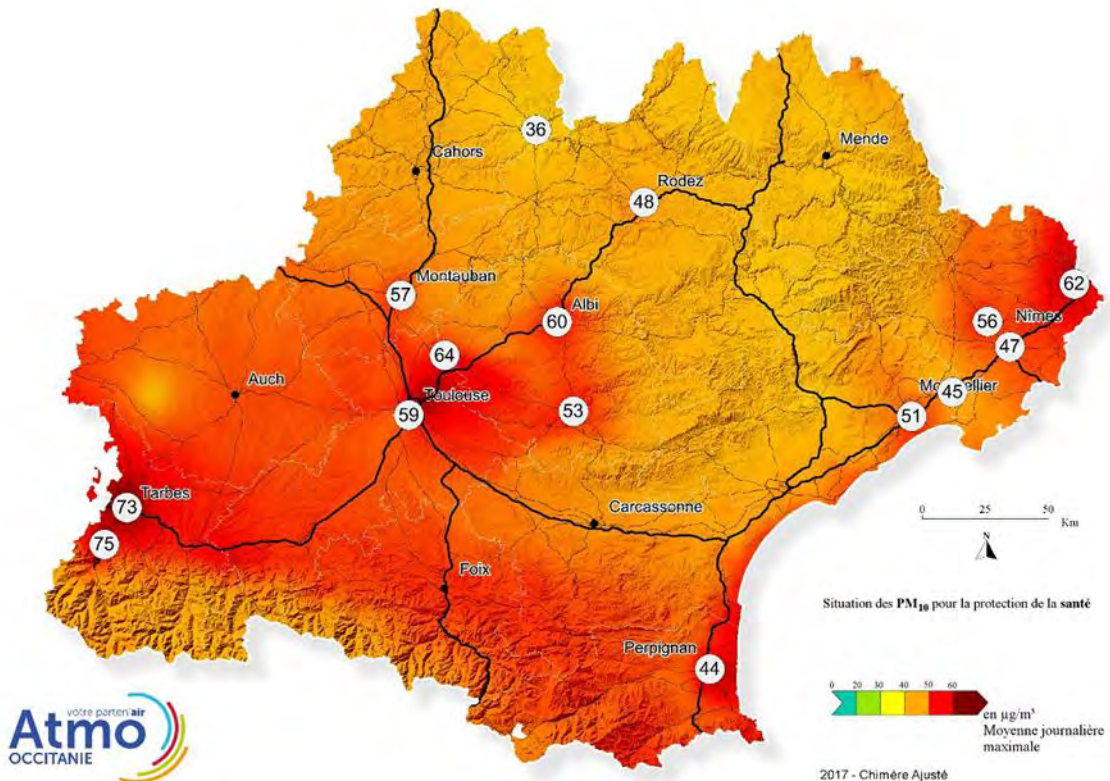 36
Cahors
Mende
Rodez
48
Montauban
57
62
Albi
60
56
Nîmes
47
64
Auch
Toulouse
59
53
Montpellier
45
51
Tarbes
73
75
Carcassonne
0 25 50
Km
N
Foix
Situation des PM10 pour la protection de la santé
Perpignan
44
0 20 30 40 50 60
en µg/m³
Moyenne journalière
maximale
votre parten'air
Atmo
OCCITANIE
2017 - Chimère Ajusté